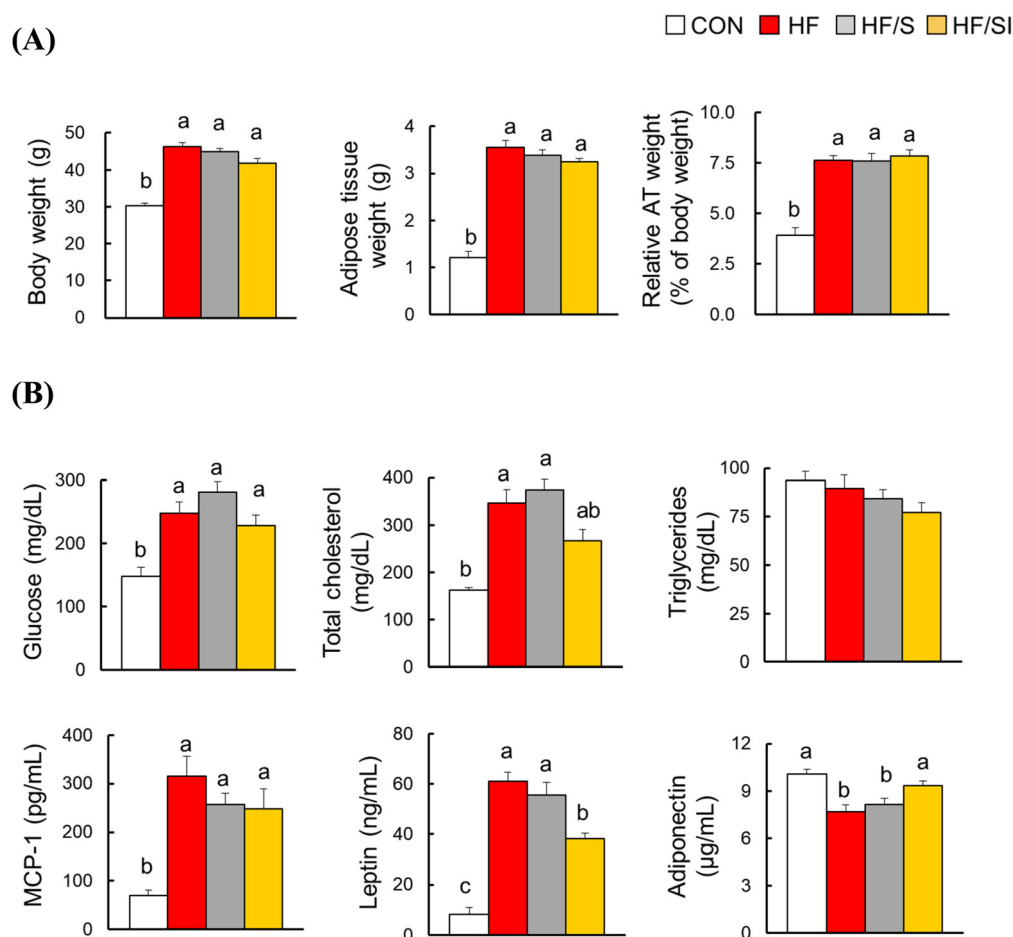 CON HF HF/S HF/SI
(A)
Body weight (g)
50
40
30
20
10
0
b a a a
Adipose tissue
weight (g)
4
3
2
1
0
b a a a
Relative AT weight
(% of body weight)
10.0
7.5
5.0
2.5
0.0
b a a a
(B)
Glucose (mg/dL)
300
200
100
0
b a a a
Total cholesterol
(mg/dL)
400
300
200
100
0
b a a ab
Triglycerides
(mg/dL)
100
75
50
25
0
MCP-1 (pg/mL)
400
300
200
100
0
b a a a
Leptin (ng/mL)
80
60
40
20
0
c a a b
Adiponectin
(μg/mL)
12
9
6
3
0
a b b a